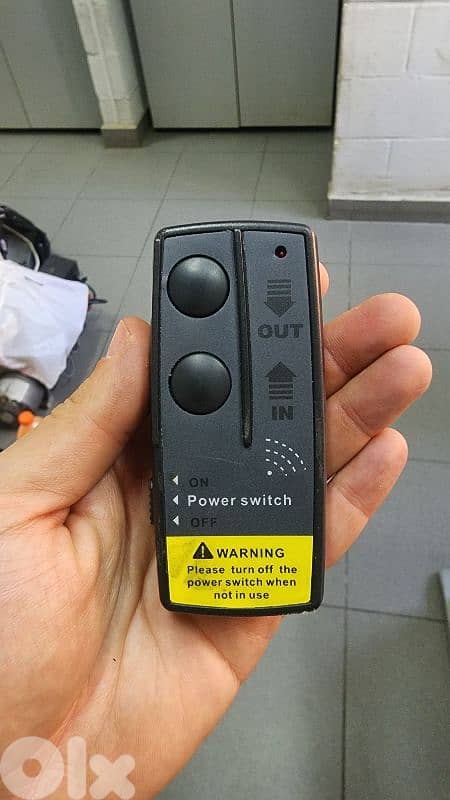 OUT
IN
ON
Power switch
OFF
WARNING
Please turn off the
power switch when
not in use
OLX